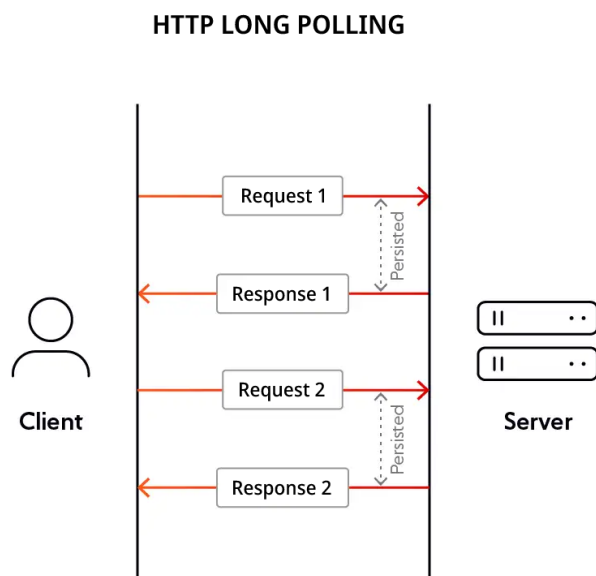 HTTP LONG POLLING
Request 1
Persisted
Response 1
Request 2
Persisted
Response 2
Client
Server